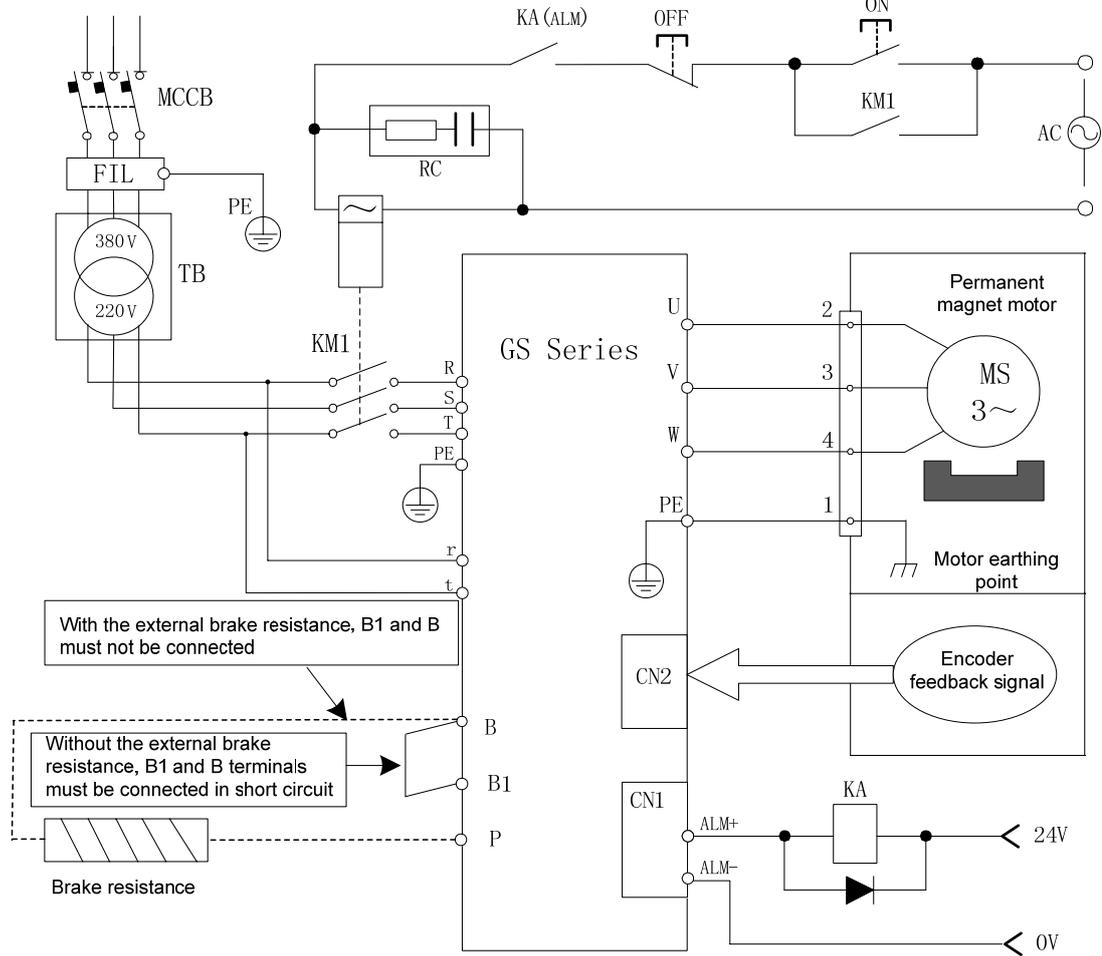 KA(ALM)
OFF
ON
MCCB
KM1
AC
FIL
RC
PE
380V
TB
220V
Permanent
magnet motor
U
2
GS Series
KM1
R
V
3
MS
3～
S
T
W
4
PE
PE
1
r
Motor earthing
point
t
With the external brake resistance, B1 and B
must not be connected
CN2
Encoder
feedback signal
B
Without the external brake
resistance, B1 and B terminals
must be connected in short circuit
B1
CN1
KA
ALM+
24V
P
ALM-
Brake resistance
0V